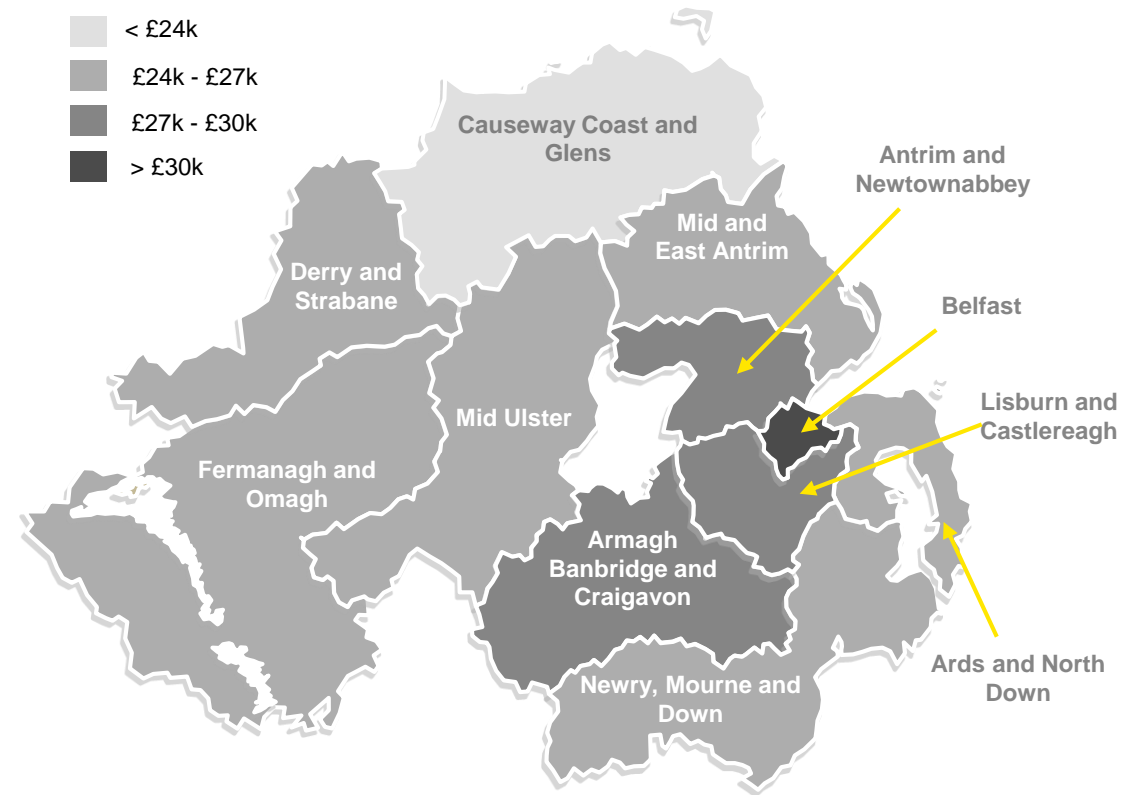 < £24k
£24k - £27k
£27k - £30k
> £30k
Causeway Coast and
Glens
Antrim and
Newtownabbey
Mid and
East Antrim
Derry and
Strabane
Belfast
Lisburn and
Castlereagh
Mid Ulster
Fermanagh and
Omagh
Armagh
Banbridge and
Craigavon
Ards and North
Down
Newry, Mourne and
Down